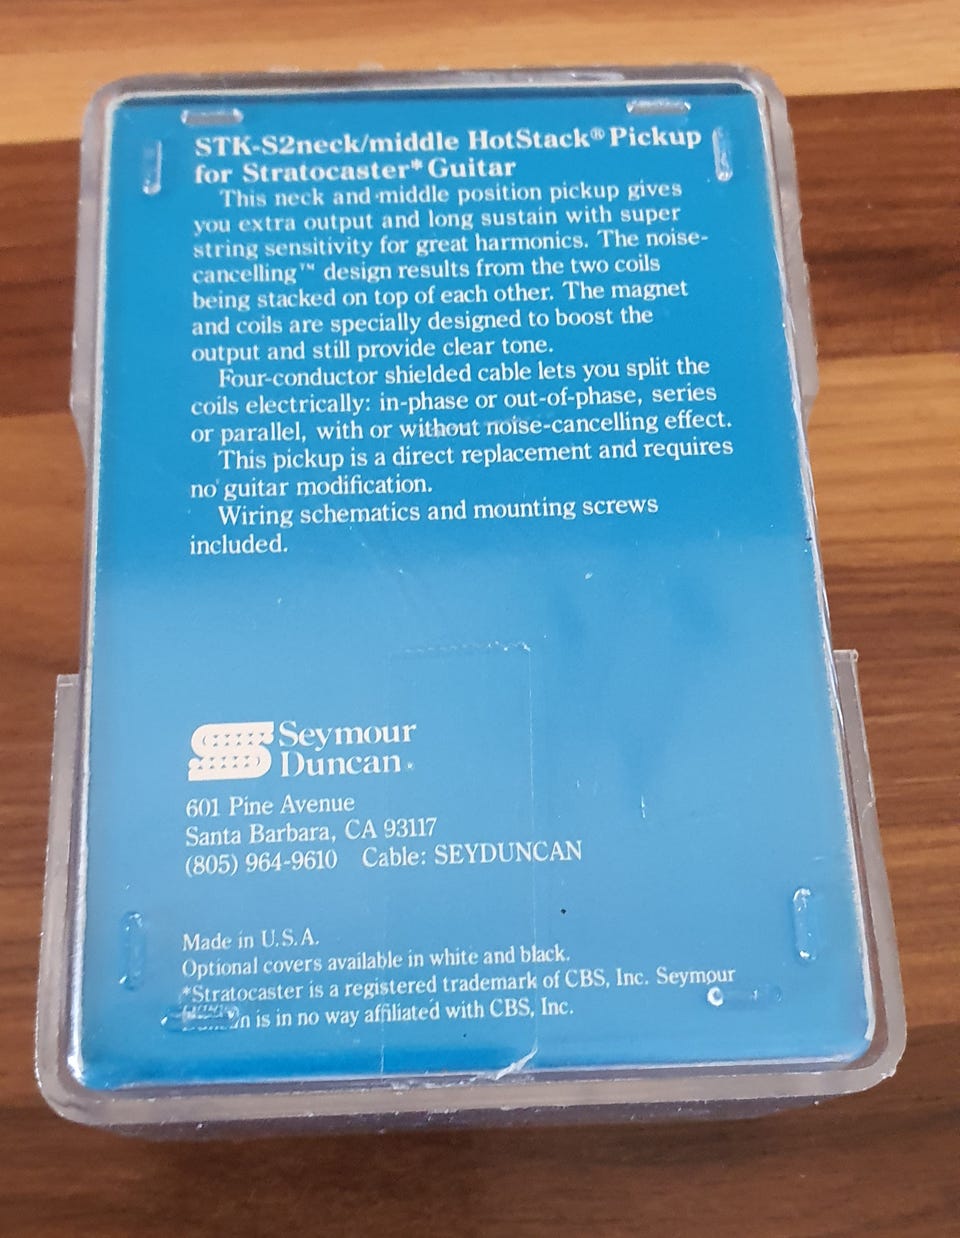 STK-S2neck/middle HotStack® Pickup
for Stratocaster* Guitar
This neck and middle position pickup gives
you extra output and long sustain with super
string sensitivity for great harmonics. The noise-
cancelling™ design results from the two coils
being stacked on top of each other. The magnet
and coils are specially designed to boost the
output and still provide clear tone.
Four-conductor shielded cable lets you split the
coils electrically: in-phase or out-of-phase, series
or parallel, with or without noise-cancelling effect.
This pickup is a direct replacement and requires
no guitar modification.
Wiring schematics and mounting screws
included.
Seymour
Duncan
601 Pine Avenue
Santa Barbara, CA 93117
(805) 964-9610 Cable: SEYDUNCAN
Made in U.S.A.
Optional covers available in white and black.
*Stratocaster is a registered trademark of CBS, Inc. Seymour
is in no way affiliated with CBS, Inc.